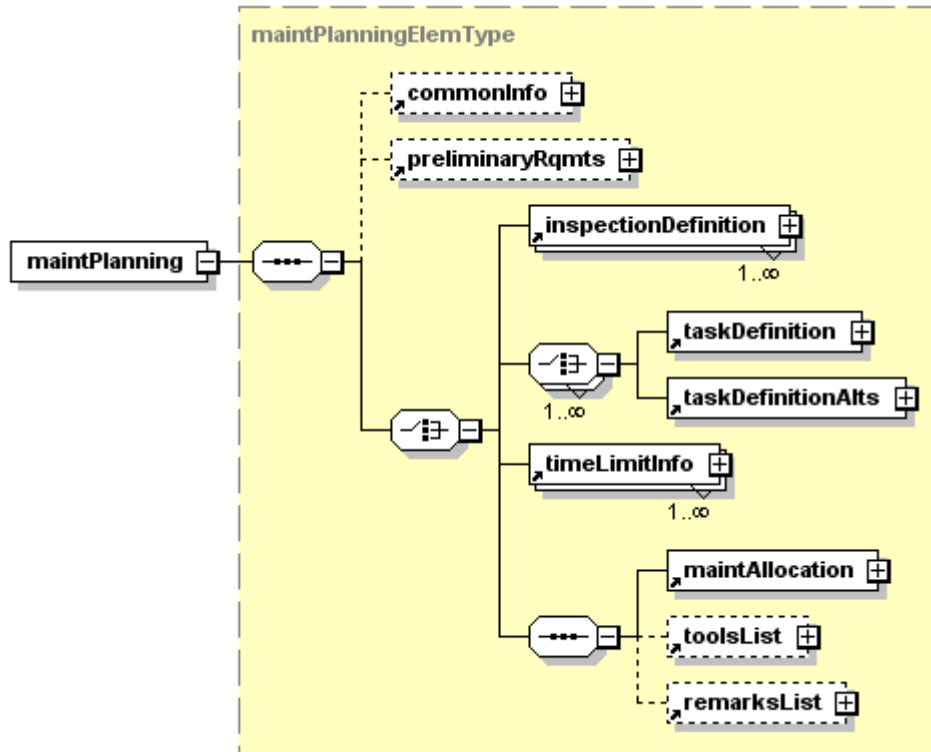 maintPlanningElemType
commonInfo
preliminaryRqmts
inspectionDefinition
1..∞
maintPlanning
taskDefinition
taskDefinitionAlts
1..∞
timeLimitInfo
1..∞
maintAllocation
toolsList
remarksList